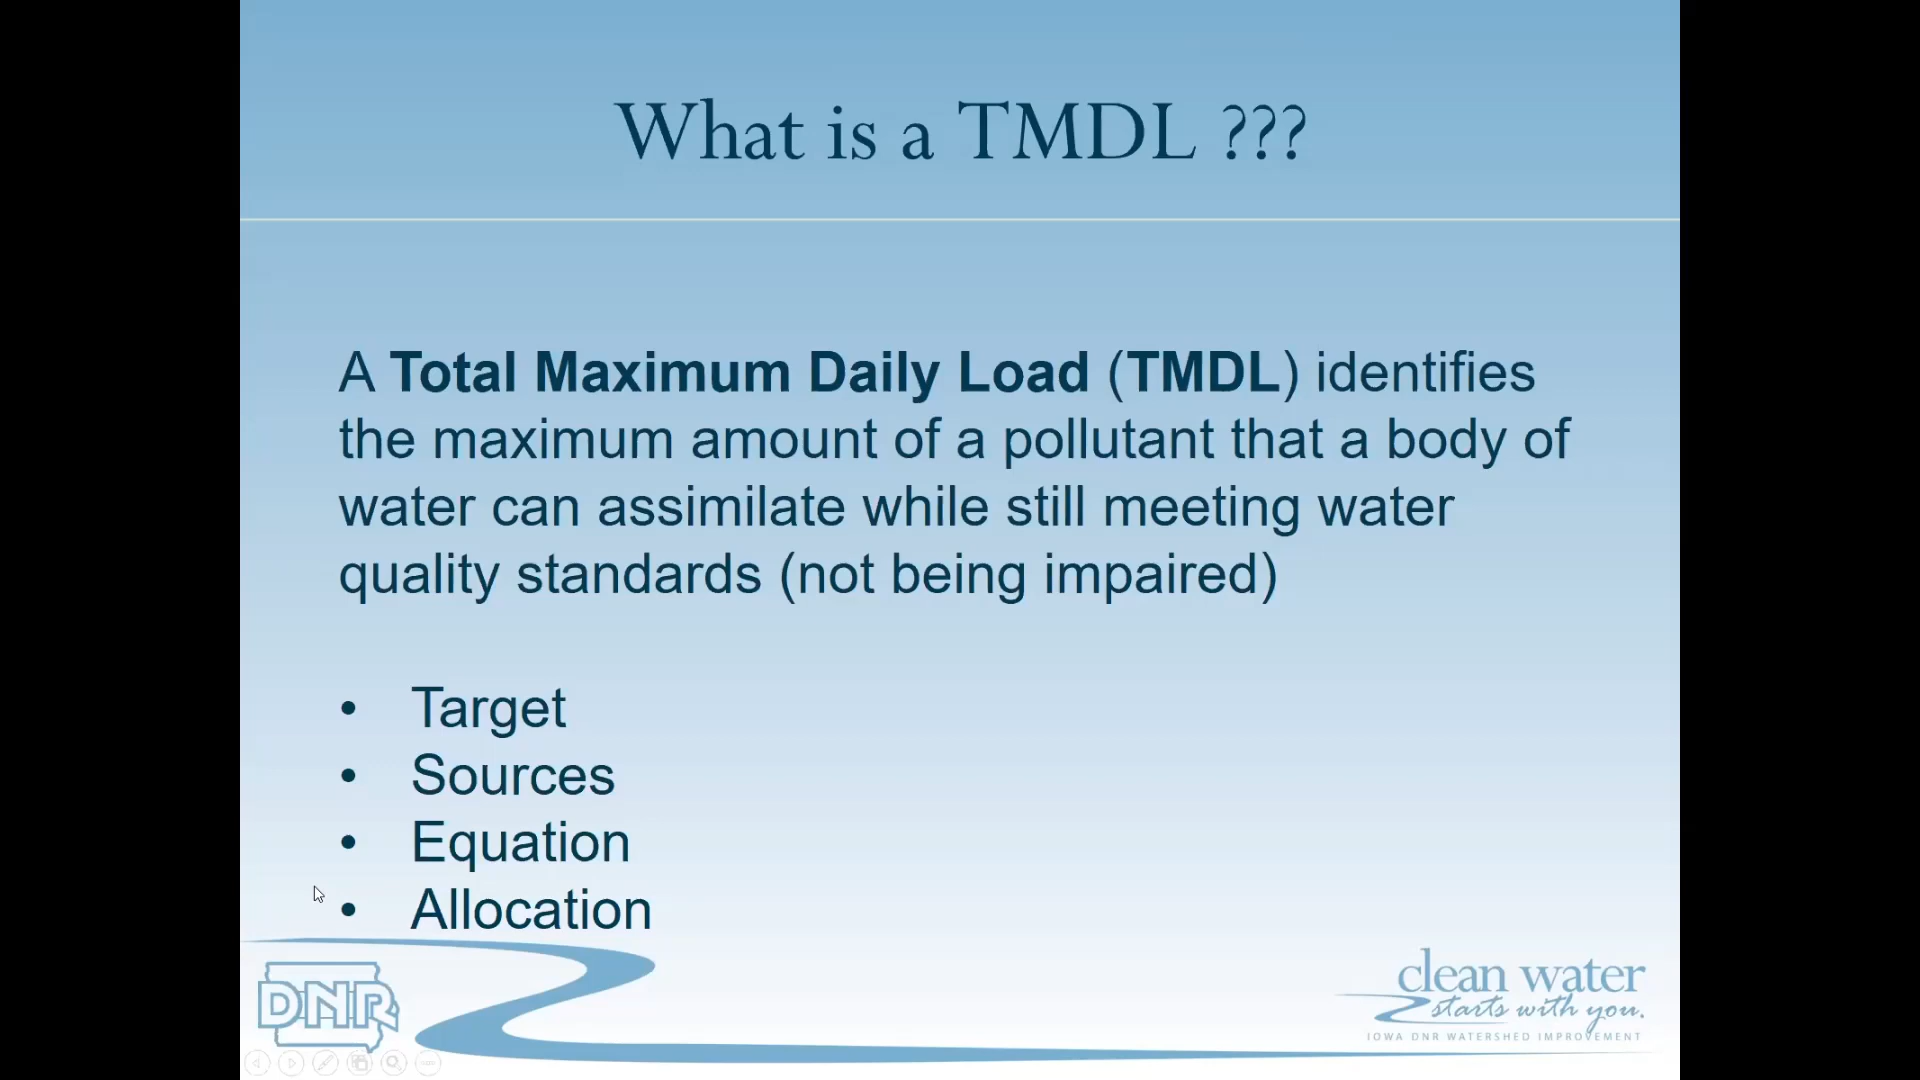 What is a TMDL ???
A Total Maximum Daily Load (TMDL) identifies
the maximum amount of a pollutant that a body of
water can assimilate while still meeting water
quality standards (not being impaired)
• Target
• Sources
• Equation
• Allocation
DNR
clean water
starts with you.
IOWA DNR WATERSHED IMPROVEMENT